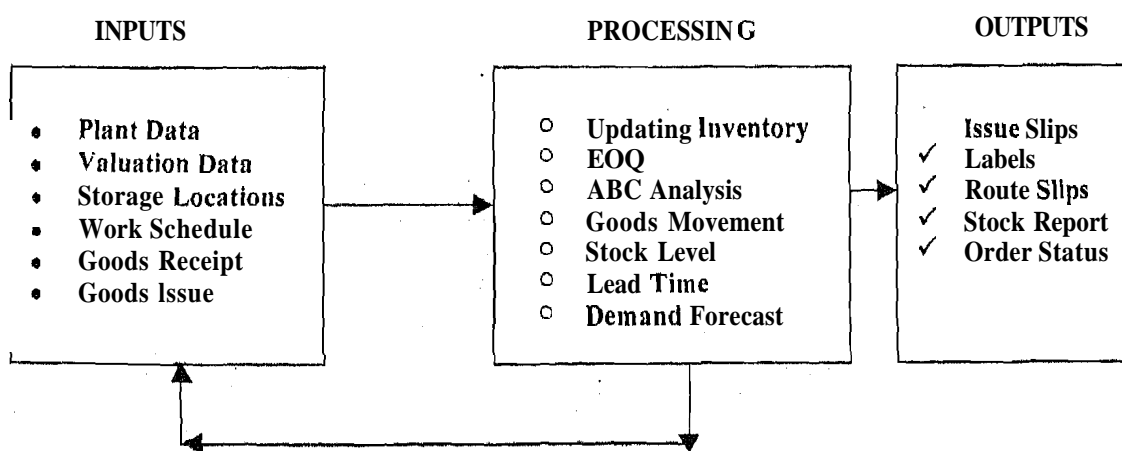 INPUTS
PROCESSING
OUTPUTS
Plant Data
Valuation Data
Storage Locations
Work Schedule
Goods Receipt
Goods Issue
Updating Inventory
EOQ
ABC Analysis
Goods Movement
Stock Level
Lead Time
Demand Forecast
Issue Slips
Labels
Route Slips
Stock Report
Order Status